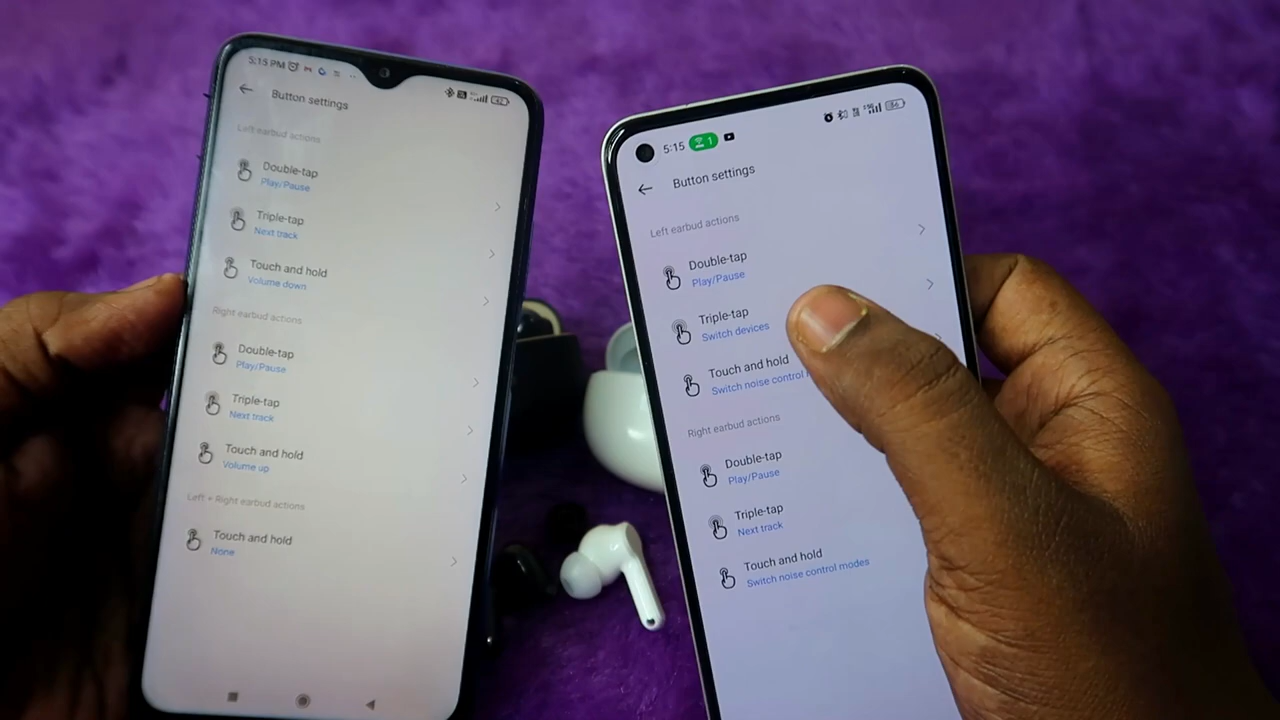 5:15 PM
Button settings
Left earbud actions
Double-tap
Play/Pause
Triple-tap
Next track
Touch and hold
Volume down
Right earbud actions
Double-tap
Play/Pause
Triple-tap
Next track
Touch and hold
Volume up
Left + Right earbud actions
Touch and hold
None
5:15
1
Button settings
Left earbud actions
Double-tap
Play/Pause
Triple-tap
Switch devices
Touch and hold
Switch noise control
Right earbud actions
Double-tap
Play/Pause
Triple-tap
Next track
Touch and hold
Switch noise control modes